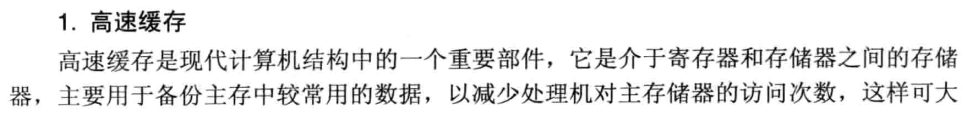 1. 高速缓存
高速缓存是现代计算机结构中的一个重要部件，它是介于寄存器和存储器之间的存储
器，主要用于备份主存中较常用的数据，以减少处理机对主存储器的访问次数，这样可大